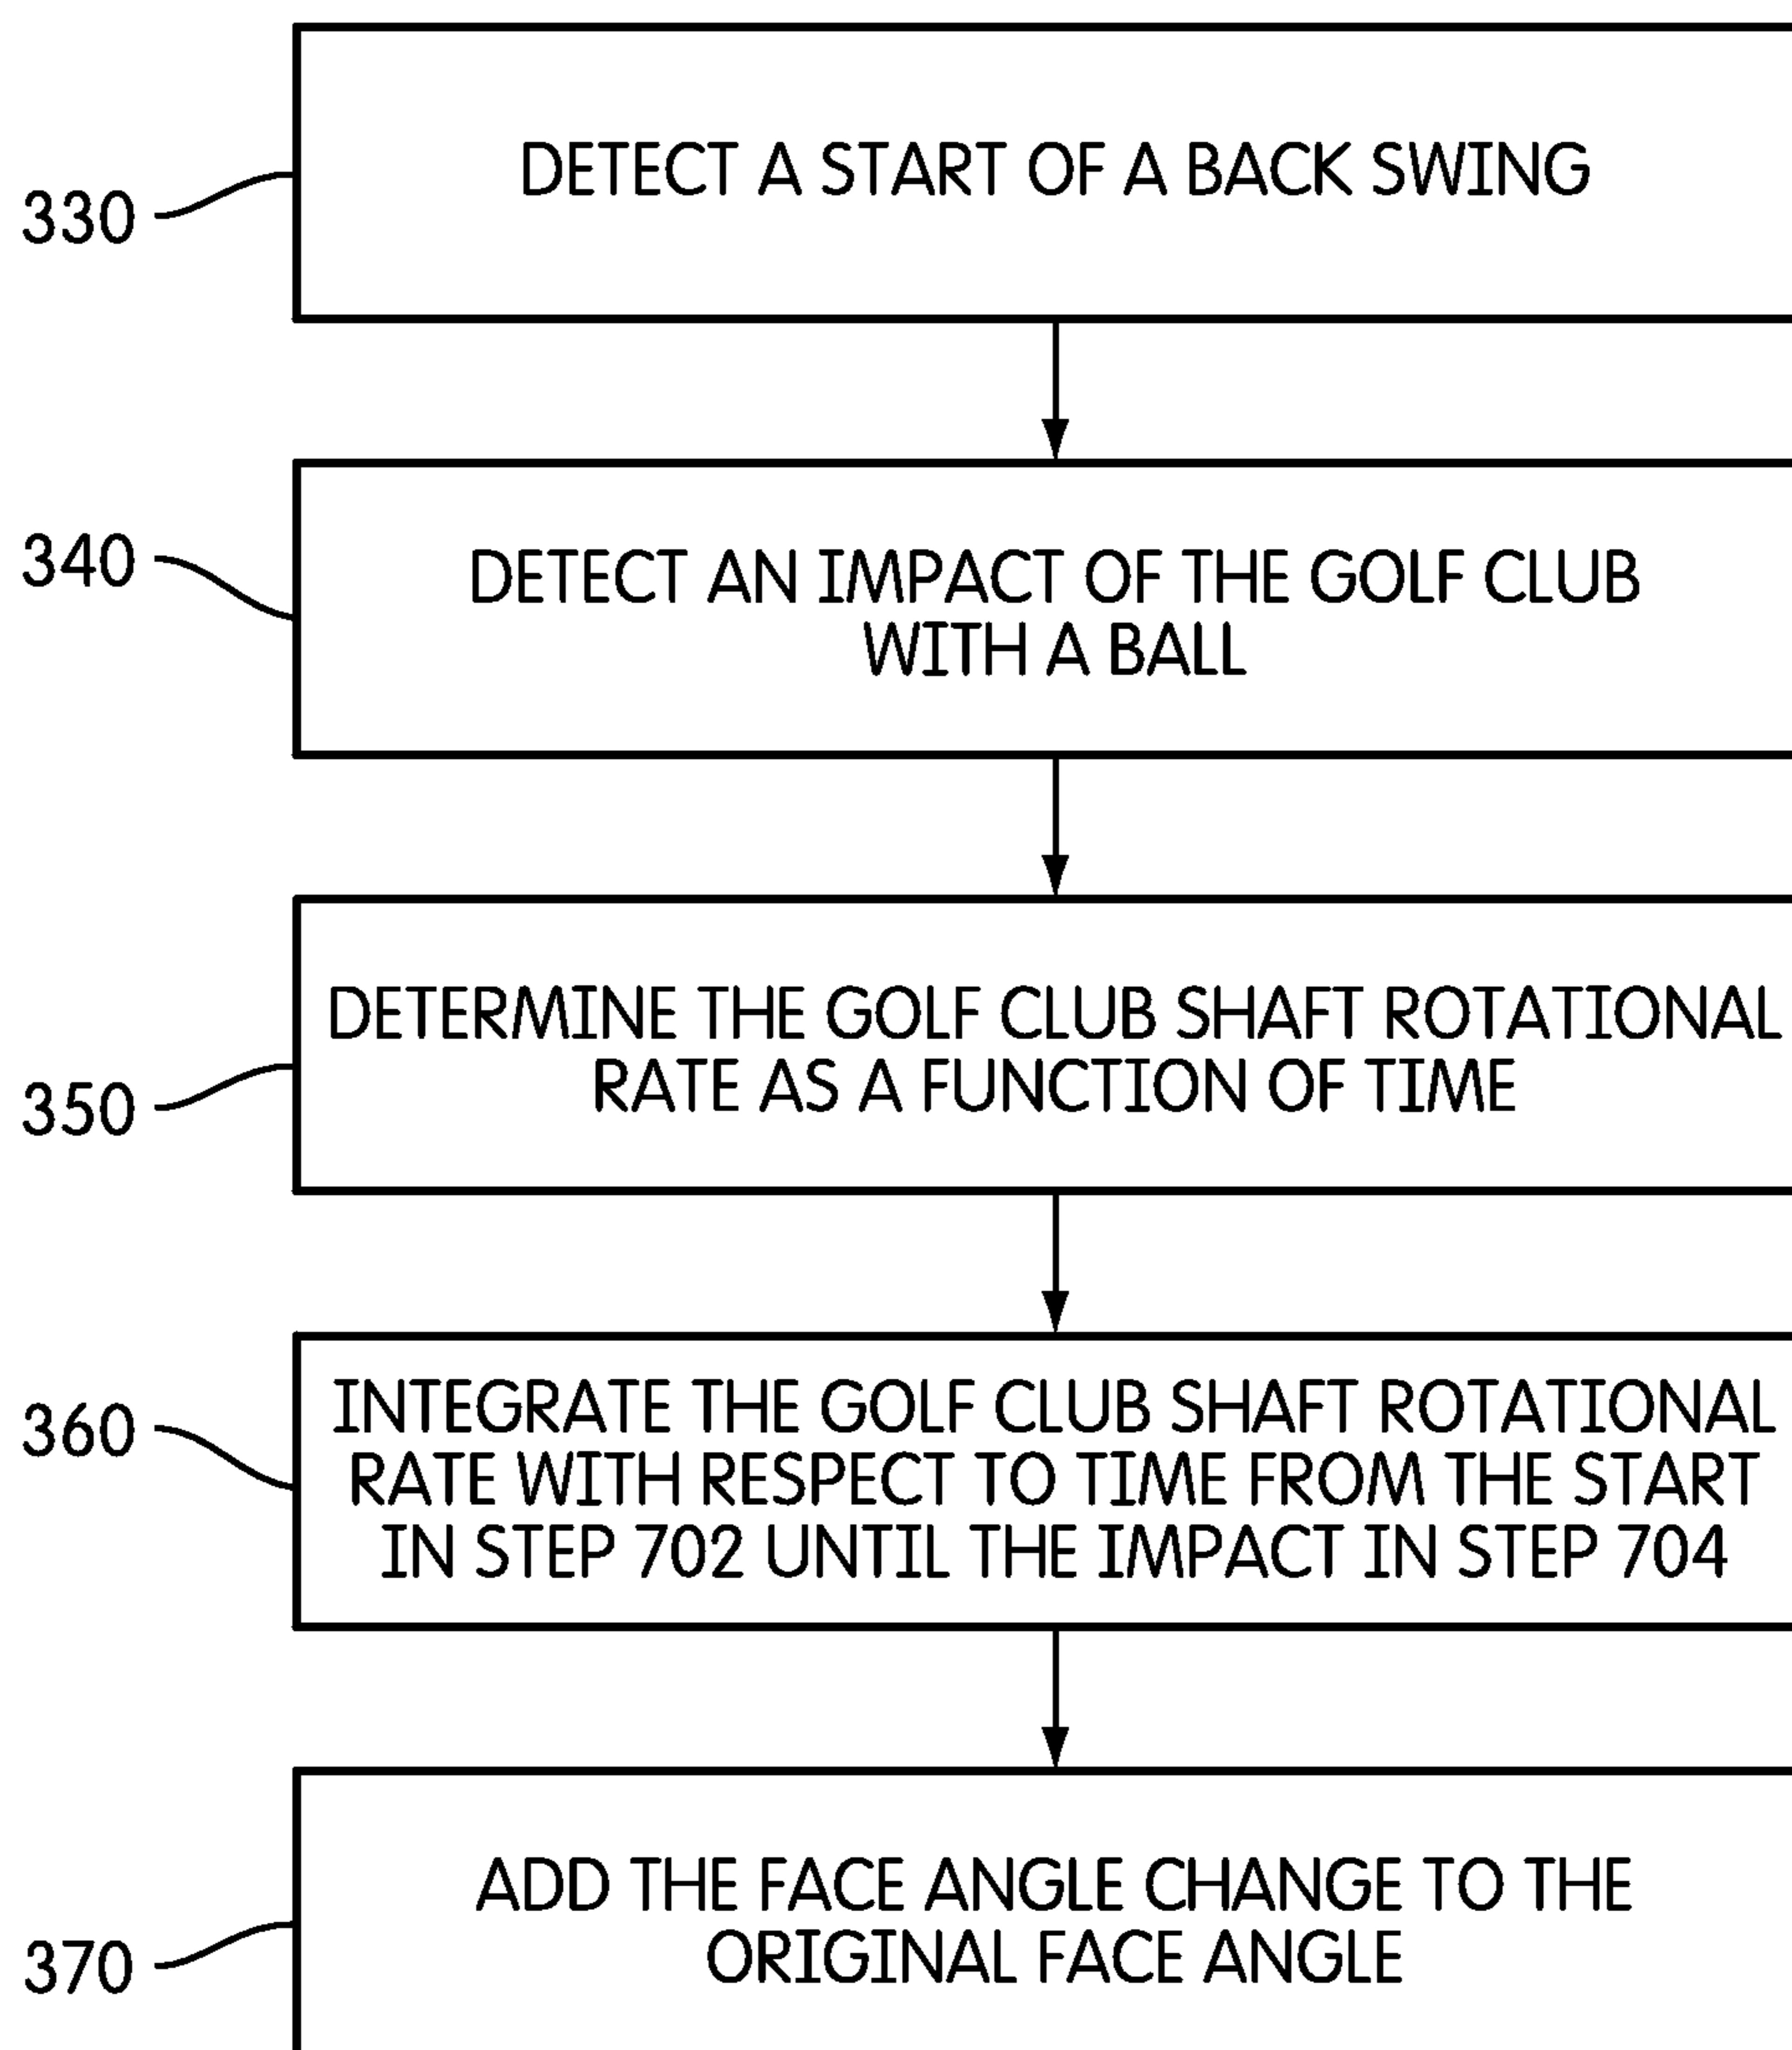 330
DETECT A START OF A BACK SWING
340
DETECT AN IMPACT OF THE GOLF CLUB
WITH A BALL
350
DETERMINE THE GOLF CLUB SHAFT ROTATIONAL
RATE AS A FUNCTION OF TIME
360
INTEGRATE THE GOLF CLUB SHAFT ROTATIONAL
RATE WITH RESPECT TO TIME FROM THE START
IN STEP 702 UNTIL THE IMPACT IN STEP 704
370
ADD THE FACE ANGLE CHANGE TO THE
ORIGINAL FACE ANGLE